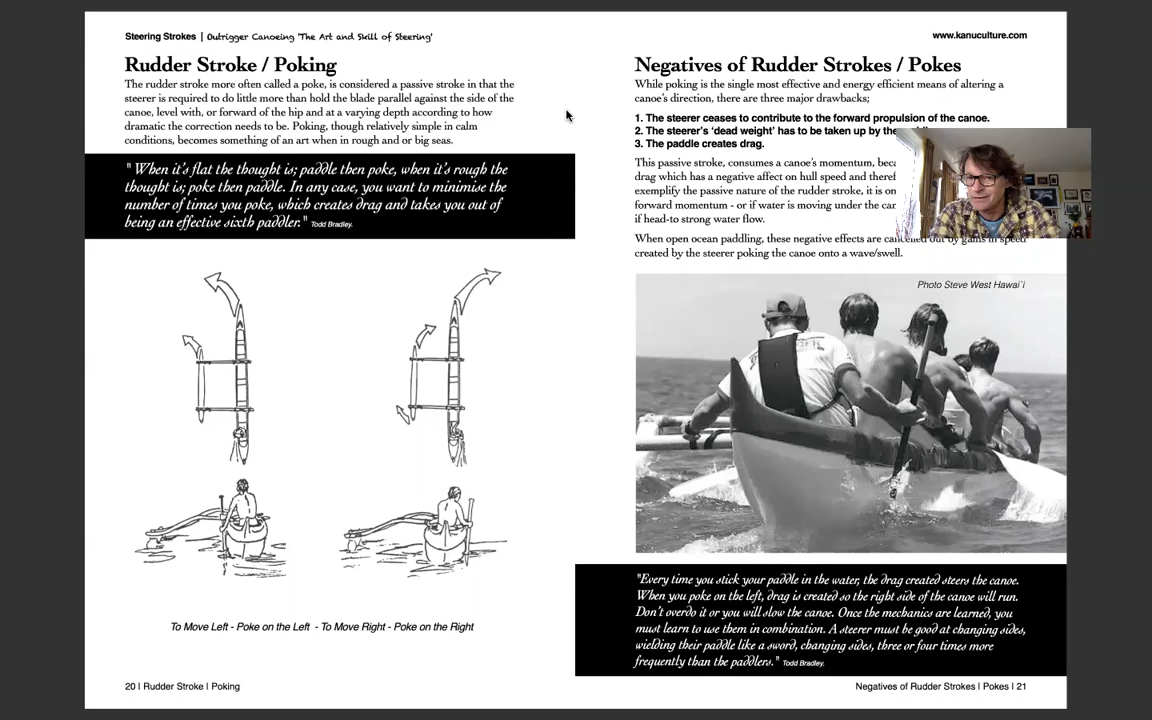 Steering Strokes | Outrigger Canoeing 'The Art and Skill of Steering'
Rudder Stroke / Poking
The rudder stroke more often called a poke, is considered a passive stroke in that the
steerer is required to do little more than hold the blade parallel against the side of the
canoe, level with, or forward of the hip and at a varying depth according to how
dramatic the correction needs to be. Poking, though relatively simple in calm
conditions, becomes something of an art when in rough and or big seas.
" When it's flat the thought is; paddle then poke, when it's rough the
thought is; poke then paddle. In any case, you want to minimise the
number of times you poke, which creates drag and takes you out of
being an effective sixth paddler." Todd Bradley.
To Move Left - Poke on the Left - To Move Right - Poke on the Right
20 | Rudder Stroke | Poking
www.kanuculture.com
Negatives of Rudder Strokes / Pokes
While poking is the single most effective and energy efficient means of altering a
canoe's direction, there are three major drawbacks;
1. The steerer ceases to contribute to the forward propulsion of the canoe.
2. The steerer's 'dead weight' has to be taken up by the
3. The paddle creates drag.
This passive stroke, consumes a canoe's momentum,
drag which has a negative affect on hull speed and
exemplify the passive nature of the rudder stroke, it is
forward momentum - or if water is moving under the
if head-to strong water flow.
When open ocean paddling, these negative effects are cancelled out by gains in speed
created by the steerer poking the canoe onto a wave/swell.
Photo Steve West Hawai`i
"Every time you stick your paddle in the water, the drag created steers the canoe.
When you poke on the left, drag is created so the right side of the canoe will run.
Don't overdo it or you will slow the canoe. Once the mechanics are learned, you
must learn to use them in combination. A steerer must be good at changing sides,
wielding their paddle like a sword, changing sides, three or four times more
frequently than the paddlers." Todd Bradley.
Negatives of Rudder Strokes | Pokes | 21